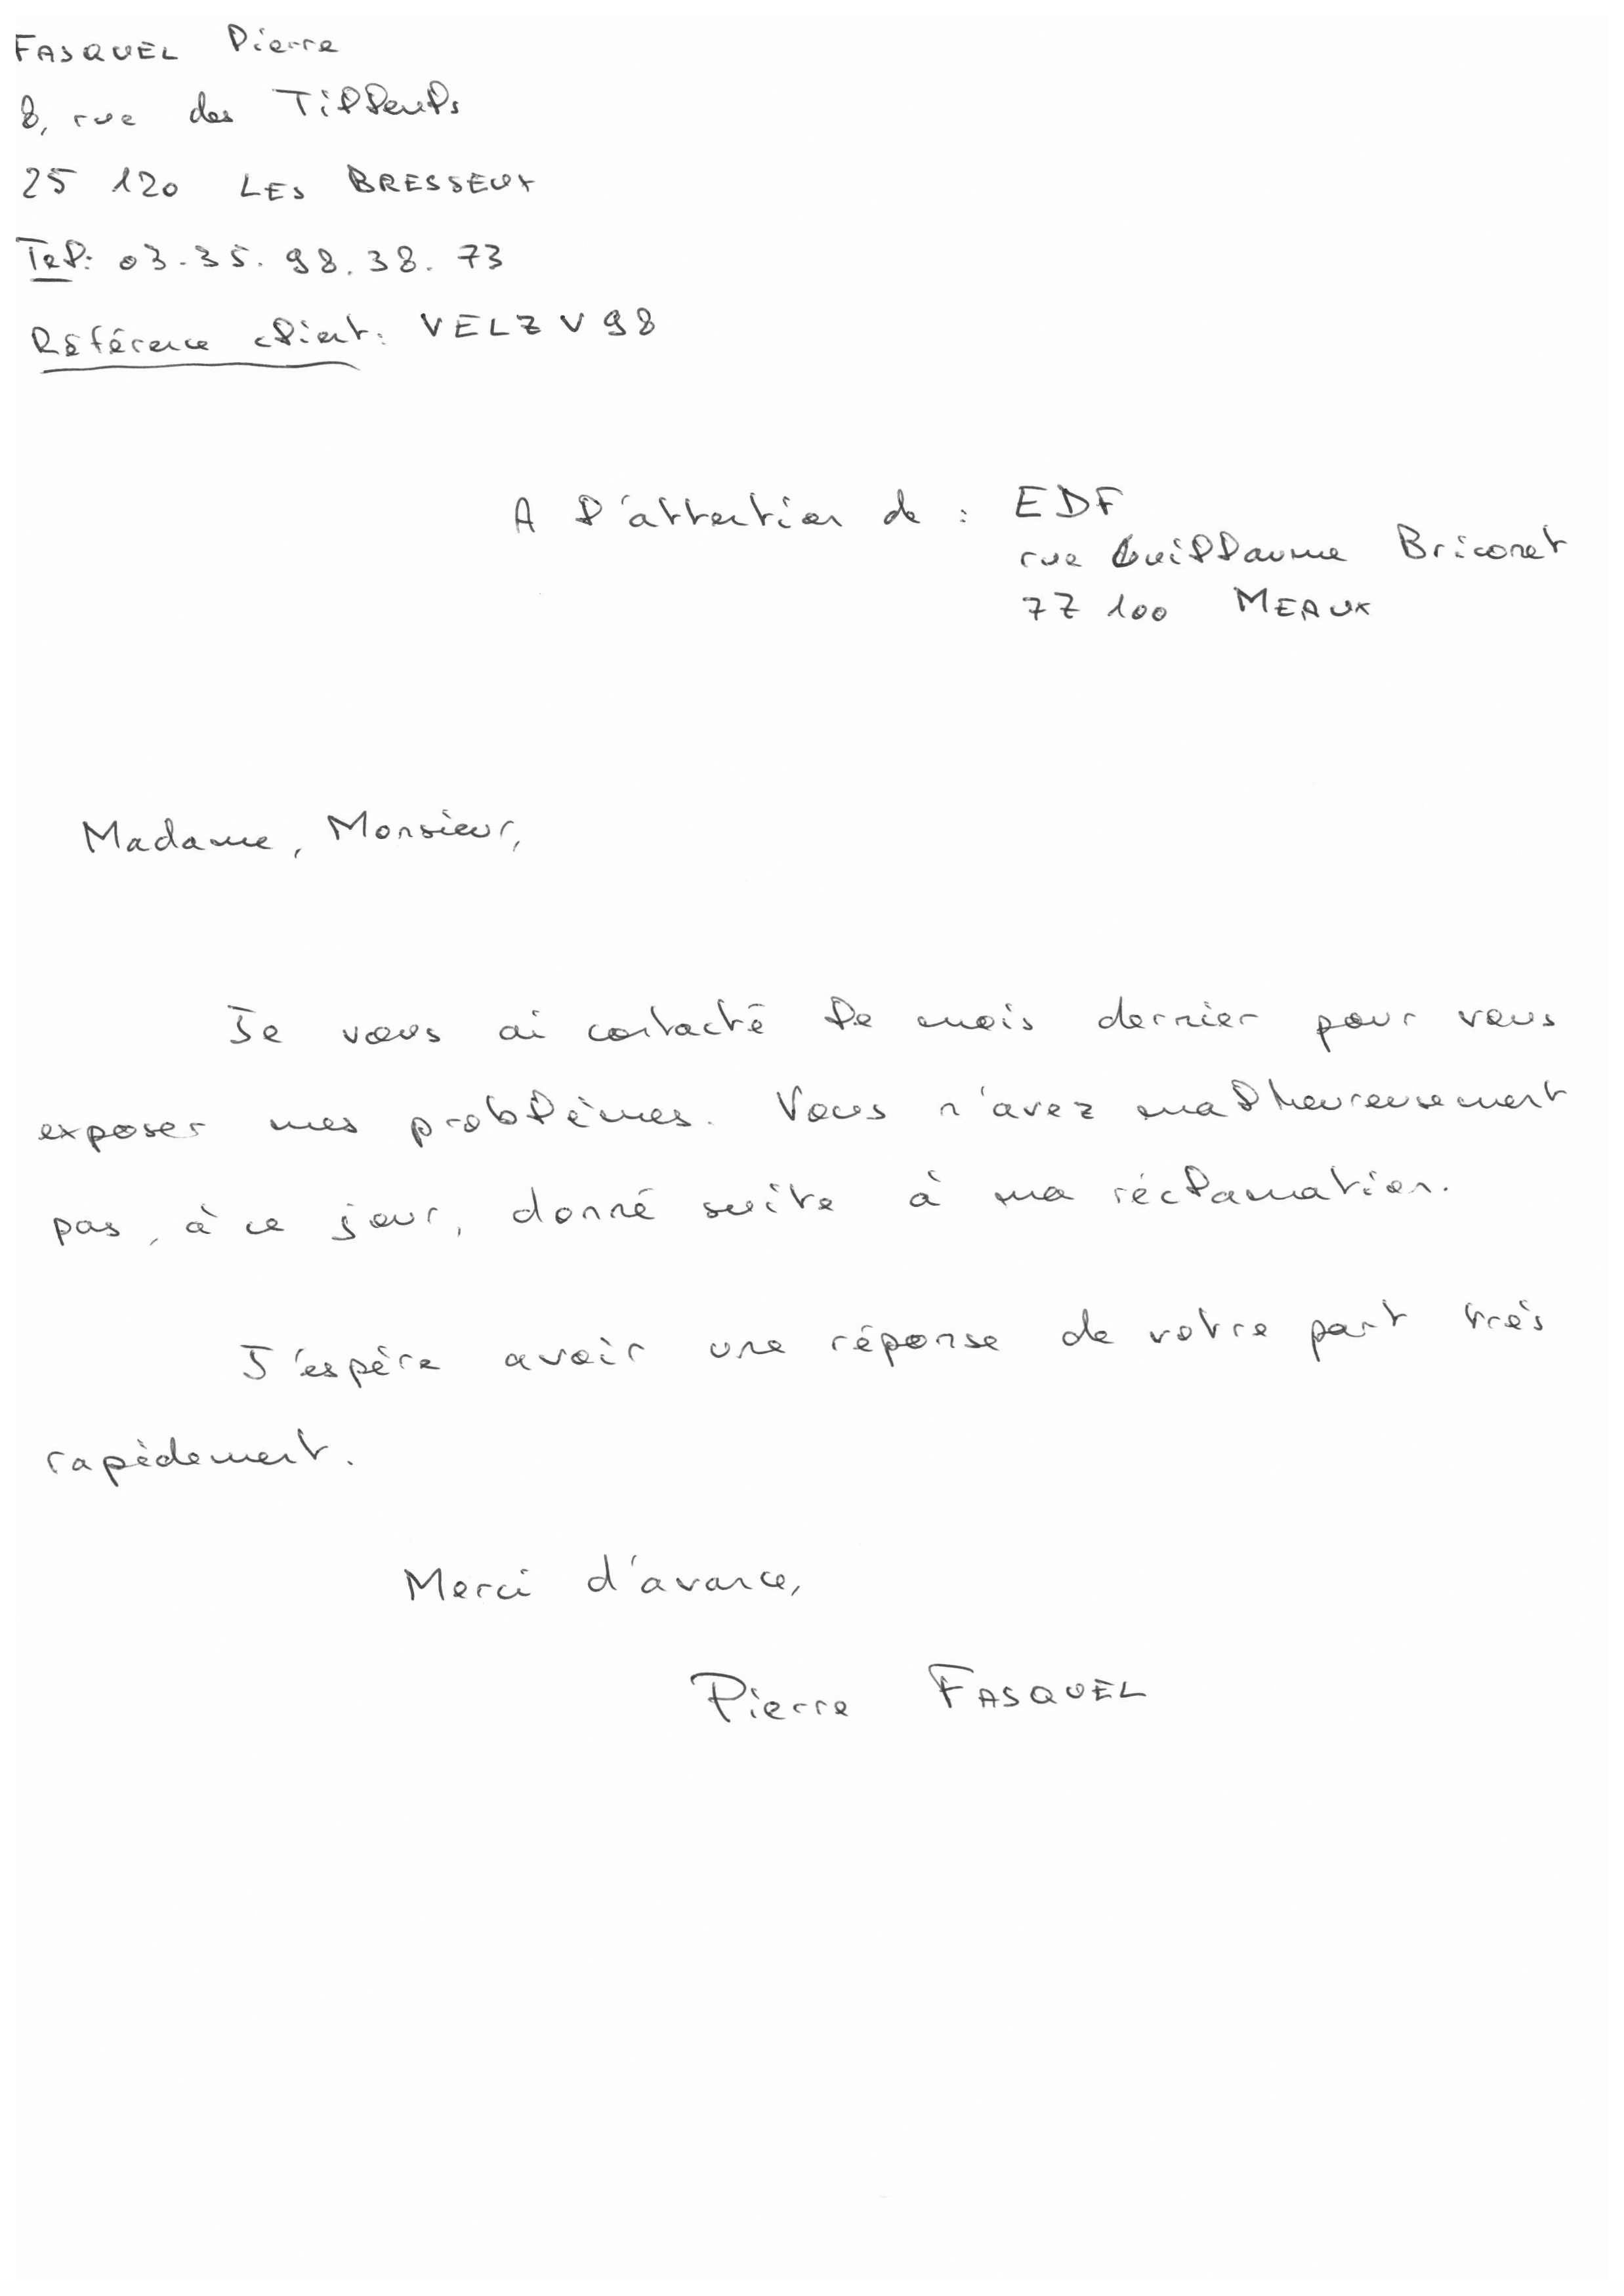 FASQUEL Pierre
8, rue des Tilleuls
25 120 LES BRESSEUX
Tel: 03.35.98.38.73
Référence client: VELZV98
A l'attention de : EDF
rue Guillaume Briconet
77 100 MEAUX
Madame, Monsieur,
Je vous ai contacté le mois dernier pour vous
exposer mes problèmes. Vous n'avez malheureusement
pas, à ce jour, donné suite à ma réclamation.
J'espère avoir une réponse de votre part très
rapidement.
Merci d'avance,
Pierre FASQUEL